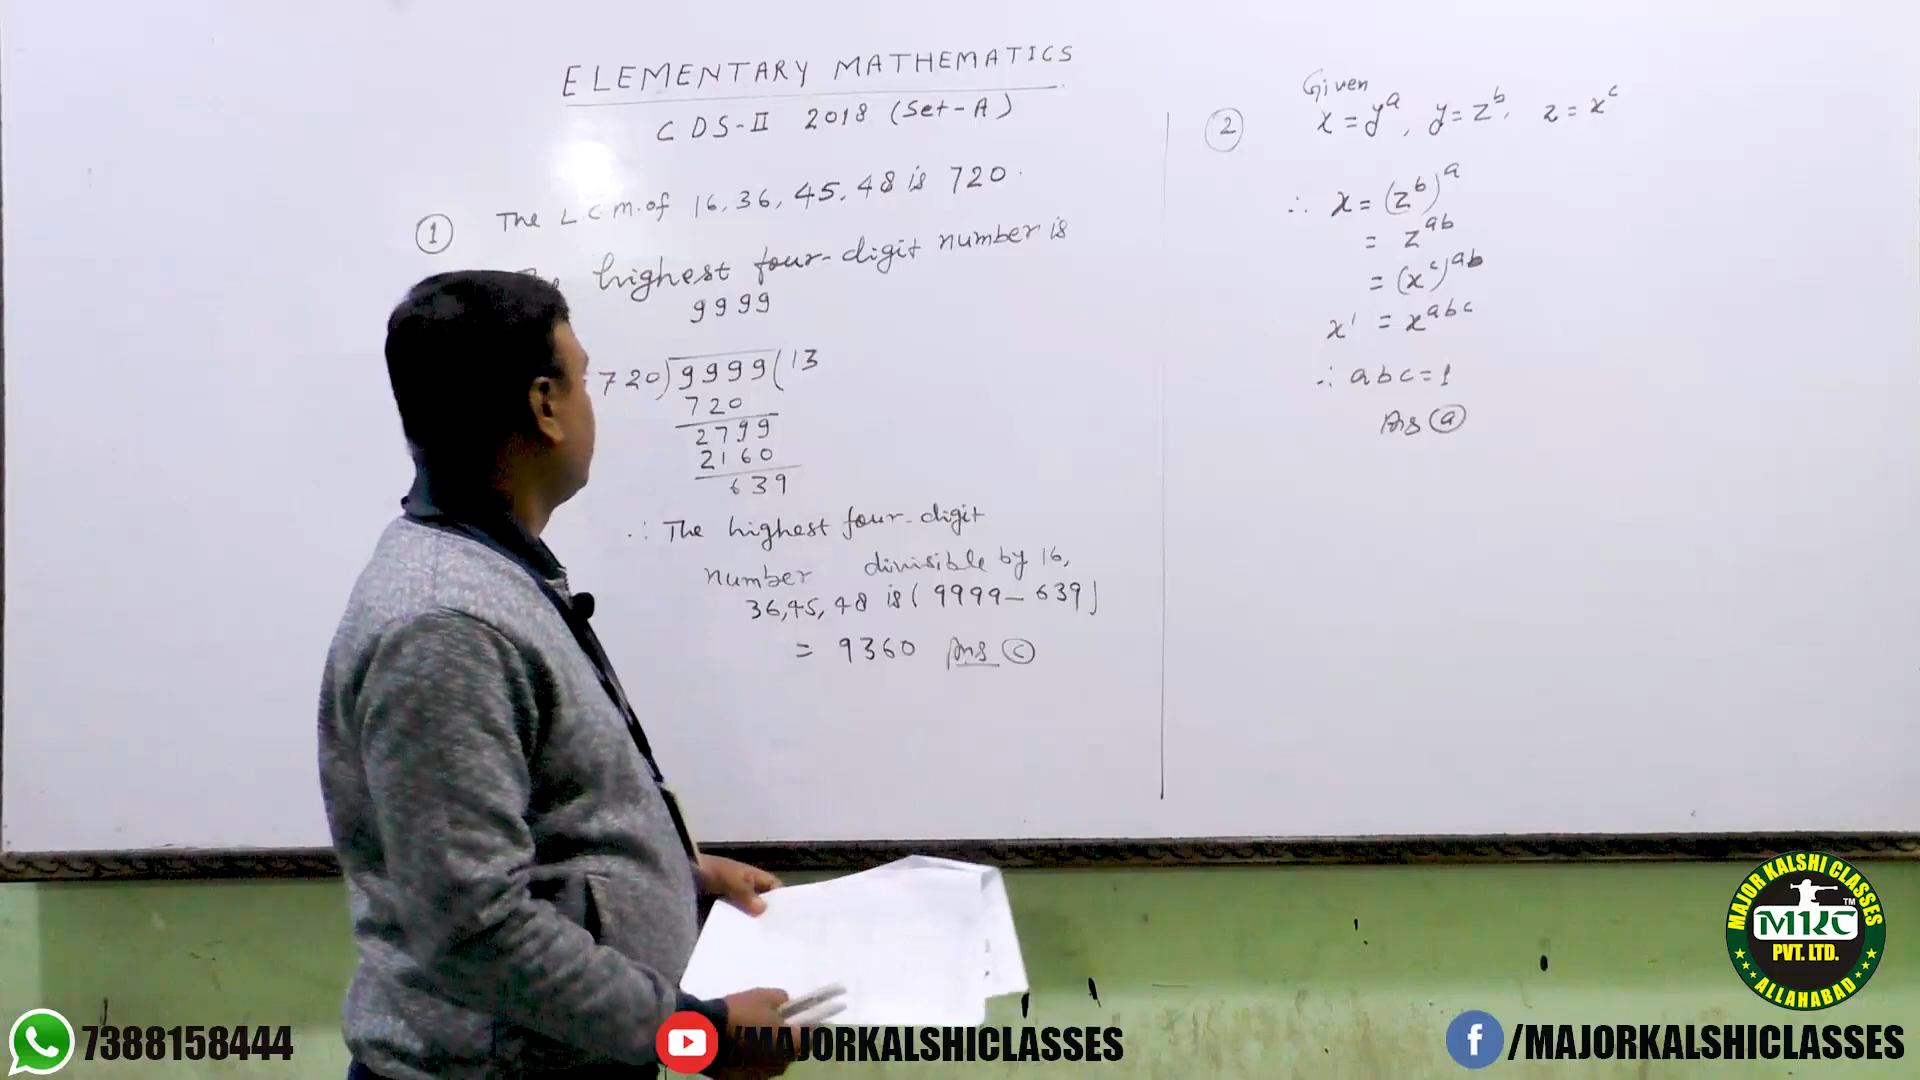 ELEMENTARY MATHEMATICS
CDS-II 2018 (Set-A)
① The L.C.M. of 16, 36, 45, 48 is 720.
highest four-digit number is
9999
720)9999(13
720
2799
2160
639
∴ The highest four-digit
number divisible by 16,
36,45, 48 is (9999-639)
= 9360 Ans ©
② Given
x = y^a, y = z^b, z = x^c
∴ x = (z^b)^a
= z^ab
= (x^c)^ab
x^1 = x^abc
∴ abc=1
Ans ⓐ
MAJOR KALSHI CLASSES
MKC TM
PVT. LTD.
ALLAHABAD
7388158444
/MAJORKALSHICLASSES
/MAJORKALSHICLASSES